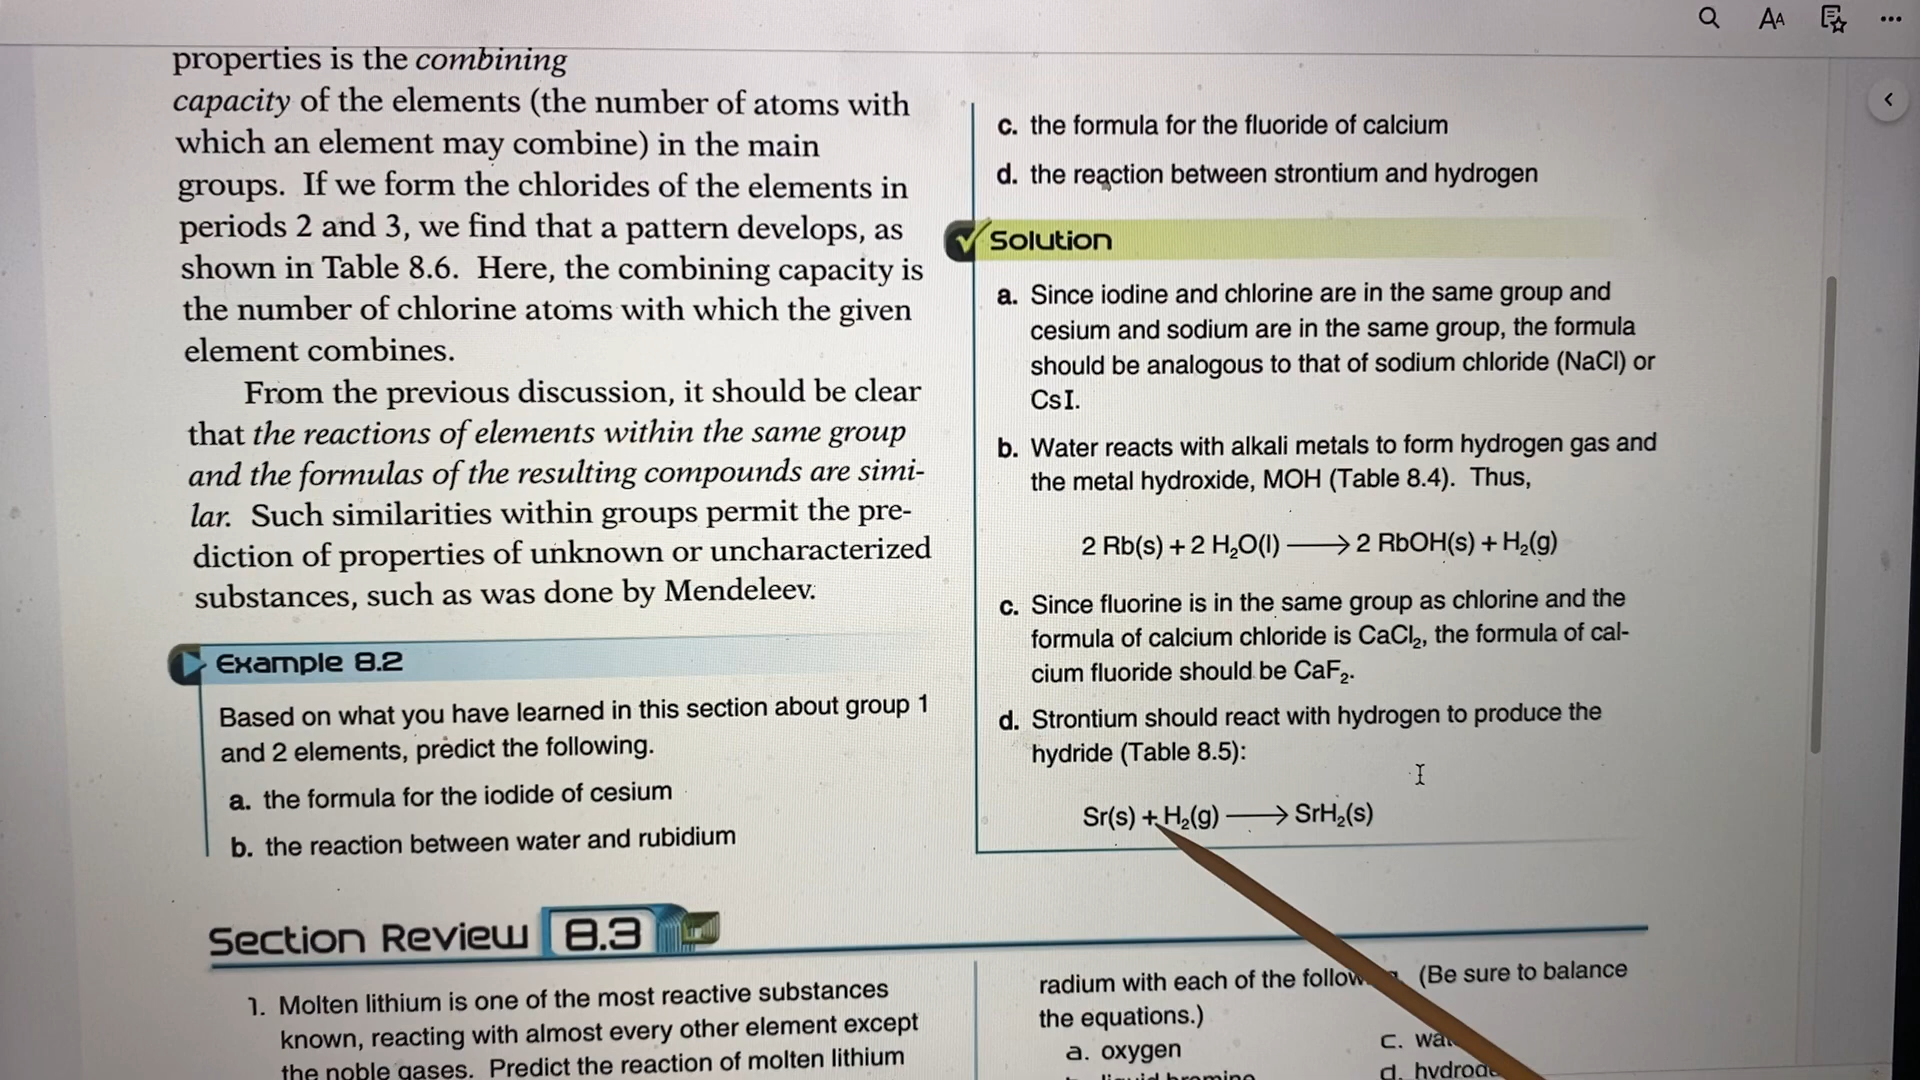 properties is the combining
capacity of the elements (the number of atoms with
which an element may combine) in the main
groups. If we form the chlorides of the elements in
periods 2 and 3, we find that a pattern develops, as
shown in Table 8.6. Here, the combining capacity is
the number of chlorine atoms with which the given
element combines.
From the previous discussion, it should be clear
that the reactions of elements within the same group
and the formulas of the resulting compounds are simi-
lar. Such similarities within groups permit the pre-
diction of properties of unknown or uncharacterized
substances, such as was done by Mendeleev.
Example 8.2
Based on what you have learned in this section about group 1
and 2 elements, predict the following.
a. the formula for the iodide of cesium
b. the reaction between water and rubidium
c. the formula for the fluoride of calcium
d. the reaction between strontium and hydrogen
Solution
a. Since iodine and chlorine are in the same group and
cesium and sodium are in the same group, the formula
should be analogous to that of sodium chloride (NaCl) or
CsI.
b. Water reacts with alkali metals to form hydrogen gas and
the metal hydroxide, MOH (Table 8.4). Thus,
2 Rb(s) + 2 H₂O(l) ⟶ 2 RbOH(s) + H₂(g)
c. Since fluorine is in the same group as chlorine and the
formula of calcium chloride is CaCl₂, the formula of cal-
cium fluoride should be CaF₂.
d. Strontium should react with hydrogen to produce the
hydride (Table 8.5):
Sr(s) + H₂(g) ⟶ SrH₂(s)
Section Review 8.3
1. Molten lithium is one of the most reactive substances
known, reacting with almost every other element except
the noble gases. Predict the reaction of molten lithium
radium with each of the (Be sure to balance
the equations.)
a. oxygen
b. liquid bromine
c.
d.
AA